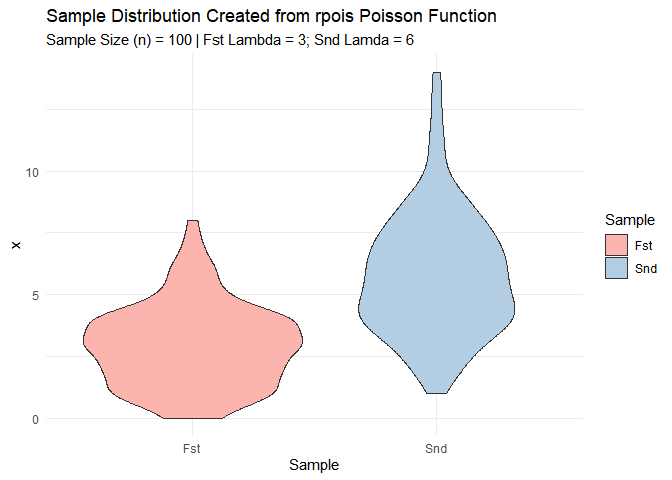 Sample Distribution Created from rpois Poisson Function
Sample Size (n) = 100 | Fst Lambda = 3; Snd Lamda = 6
10
5
0
x
Fst
Snd
Sample
Sample
Fst
Snd